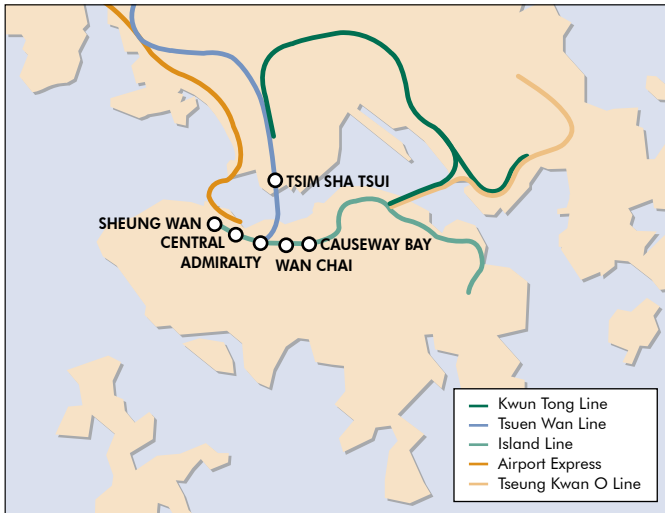 TSIM SHA TSUI
SHEUNG WAN
CENTRAL
ADMIRALTY
WAN CHAI
CAUSEWAY BAY
Kwun Tong Line
Tsuen Wan Line
Island Line
Airport Express
Tseung Kwan O Line